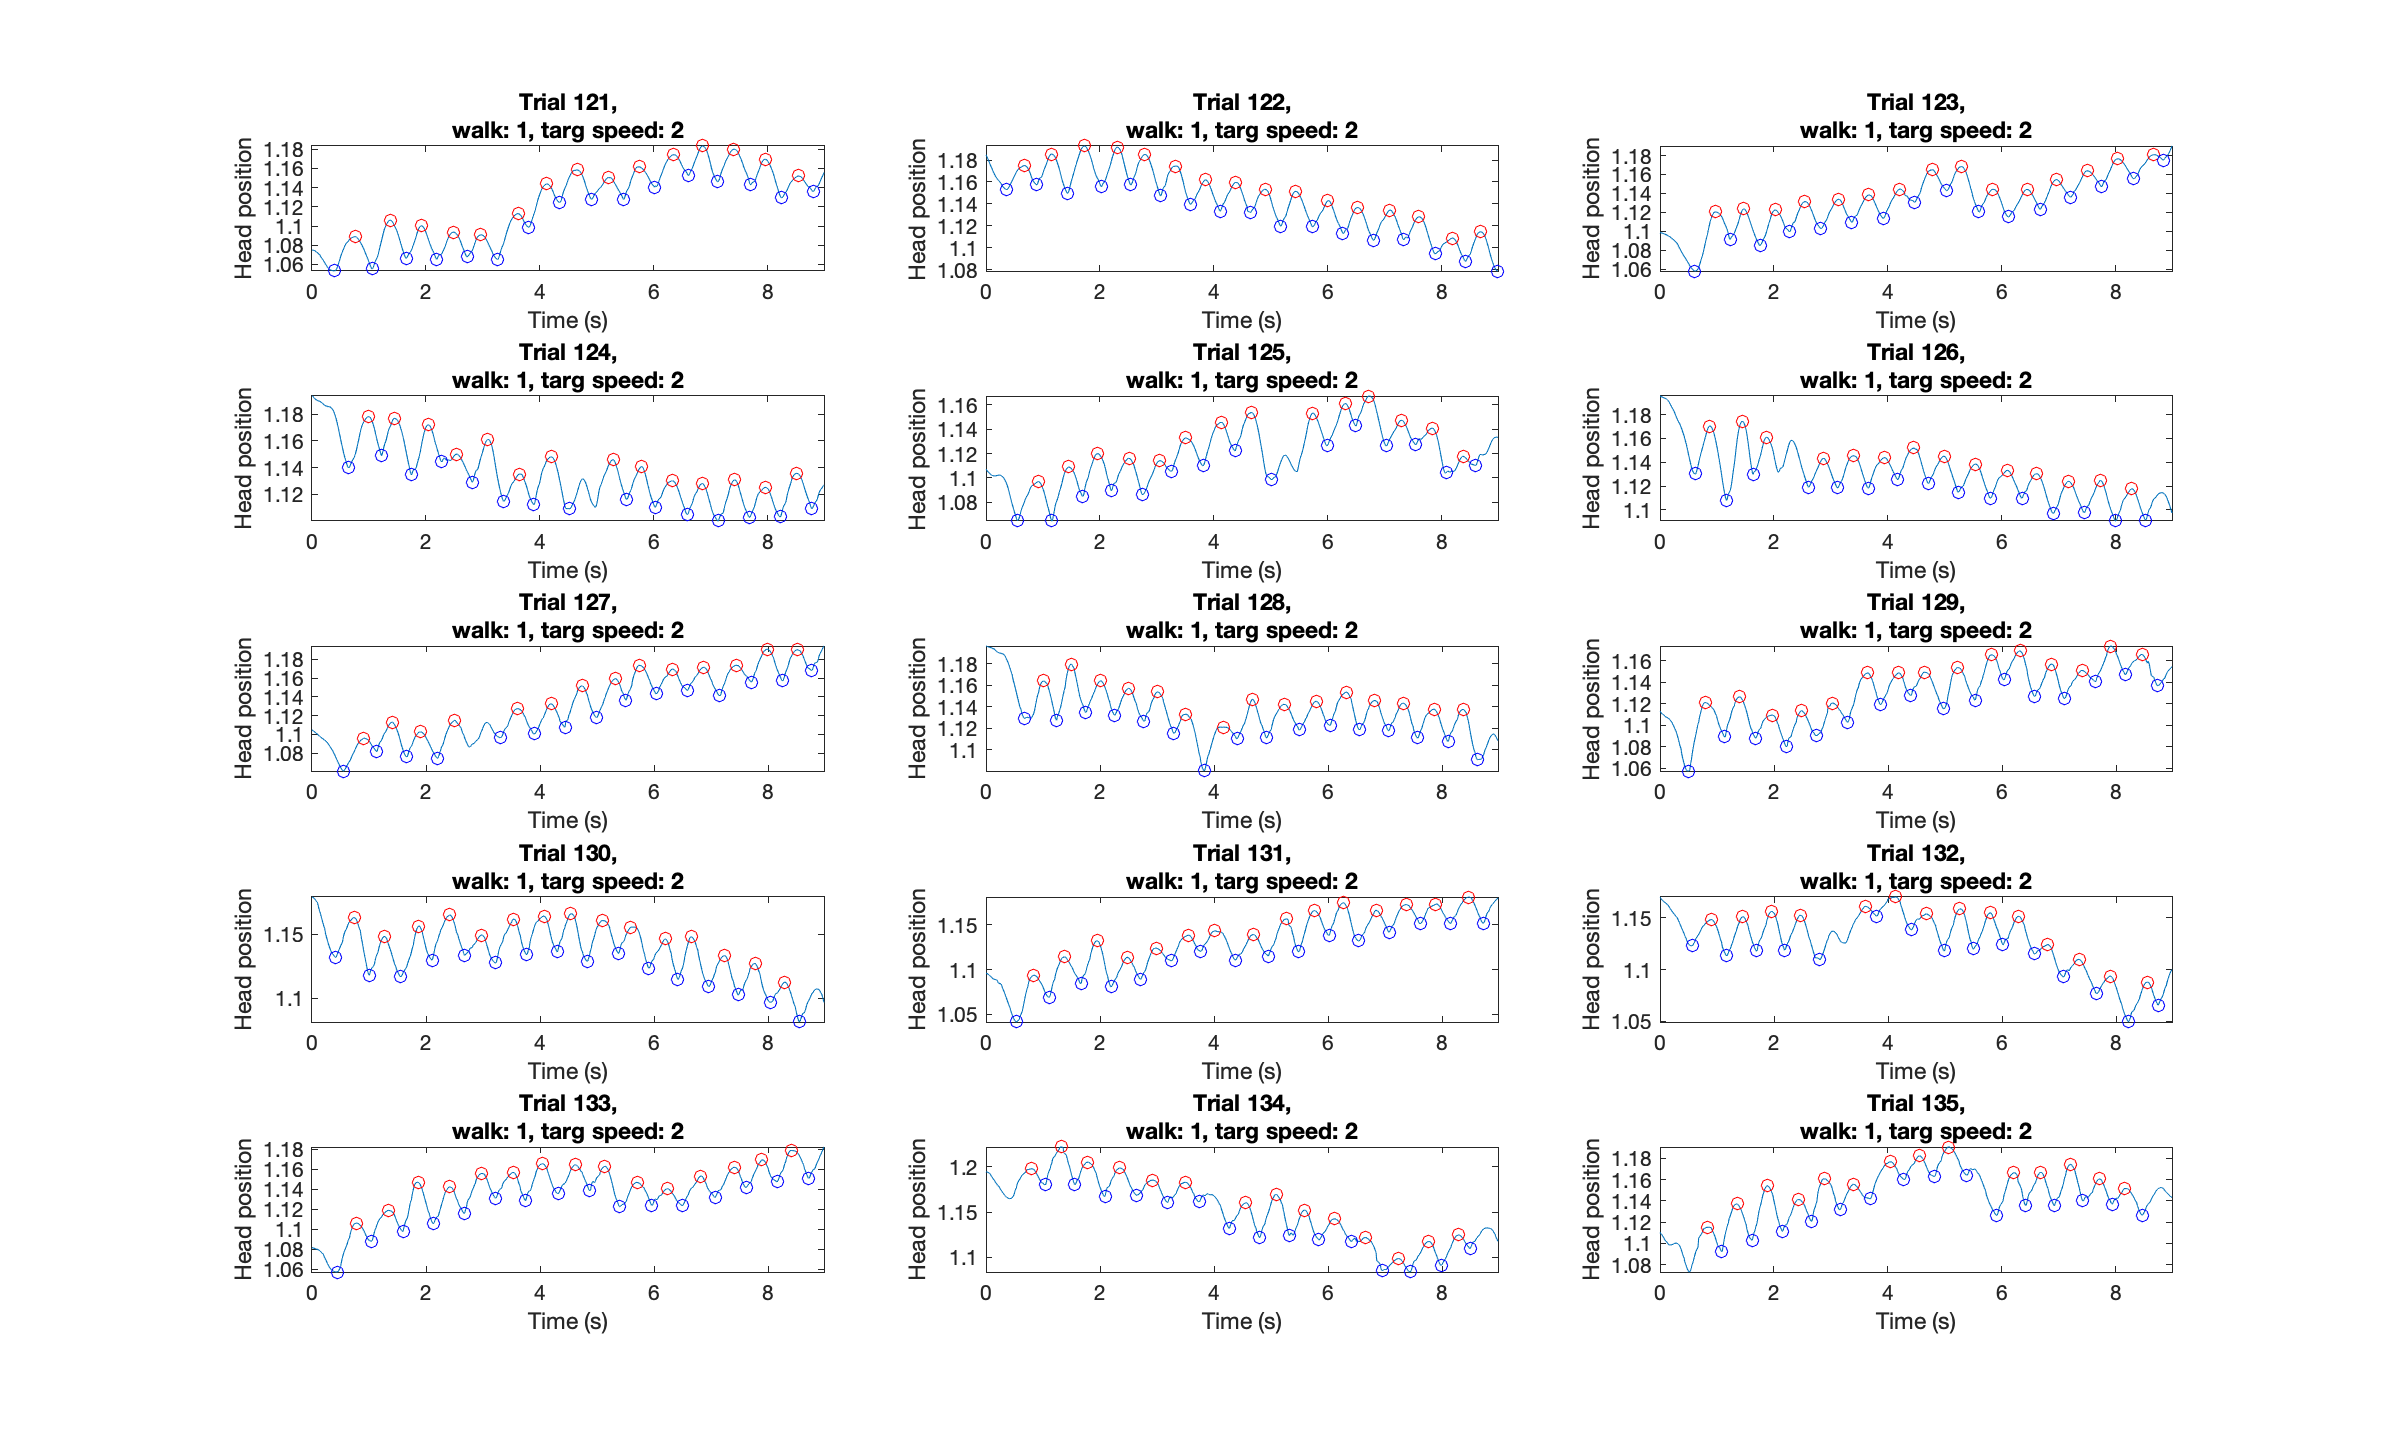 Trial 121,
walk: 1, targ speed: 2
Head position
1.18
1.16
1.14
1.12
1.1
1.08
1.06
0 2 4 6 8
Time (s)
Trial 122,
walk: 1, targ speed: 2
Head position
1.18
1.16
1.14
1.12
1.1
1.08
0 2 4 6 8
Time (s)
Trial 123,
walk: 1, targ speed: 2
Head position
1.18
1.16
1.14
1.12
1.1
1.08
1.06
0 2 4 6 8
Time (s)
Trial 124,
walk: 1, targ speed: 2
Head position
1.18
1.16
1.14
1.12
0 2 4 6 8
Time (s)
Trial 125,
walk: 1, targ speed: 2
Head position
1.16
1.14
1.12
1.1
1.08
0 2 4 6 8
Time (s)
Trial 126,
walk: 1, targ speed: 2
Head position
1.18
1.16
1.14
1.12
1.1
0 2 4 6 8
Time (s)
Trial 127,
walk: 1, targ speed: 2
Head position
1.18
1.16
1.14
1.12
1.1
1.08
0 2 4 6 8
Time (s)
Trial 128,
walk: 1, targ speed: 2
Head position
1.18
1.16
1.14
1.12
1.1
0 2 4 6 8
Time (s)
Trial 129,
walk: 1, targ speed: 2
Head position
1.16
1.14
1.12
1.1
1.08
1.06
0 2 4 6 8
Time (s)
Trial 130,
walk: 1, targ speed: 2
Head position
1.15
1.1
0 2 4 6 8
Time (s)
Trial 131,
walk: 1, targ speed: 2
Head position
1.15
1.1
1.05
0 2 4 6 8
Time (s)
Trial 132,
walk: 1, targ speed: 2
Head position
1.15
1.1
1.05
0 2 4 6 8
Time (s)
Trial 133,
walk: 1, targ speed: 2
Head position
1.18
1.16
1.14
1.12
1.1
1.08
1.06
0 2 4 6 8
Time (s)
Trial 134,
walk: 1, targ speed: 2
Head position
1.2
1.15
1.1
0 2 4 6 8
Time (s)
Trial 135,
walk: 1, targ speed: 2
Head position
1.18
1.16
1.14
1.12
1.1
1.08
0 2 4 6 8
Time (s)